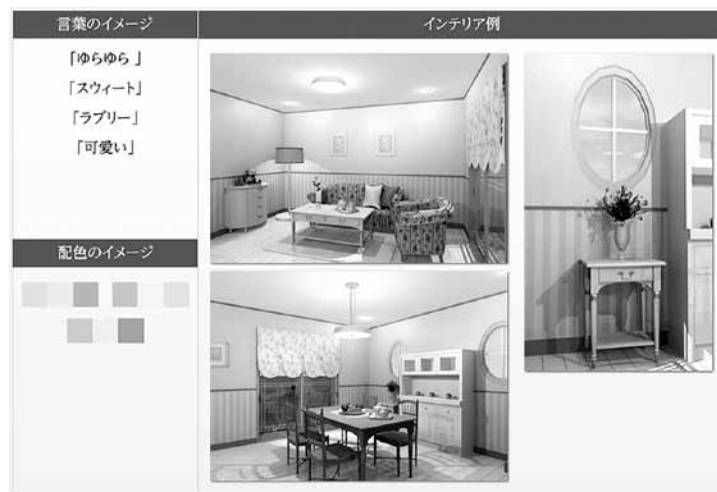 言葉のイメージ
「ゆらゆら 」
「スウィート」
「ラブリー」
「可愛い」
配色のイメージ
インテリア例